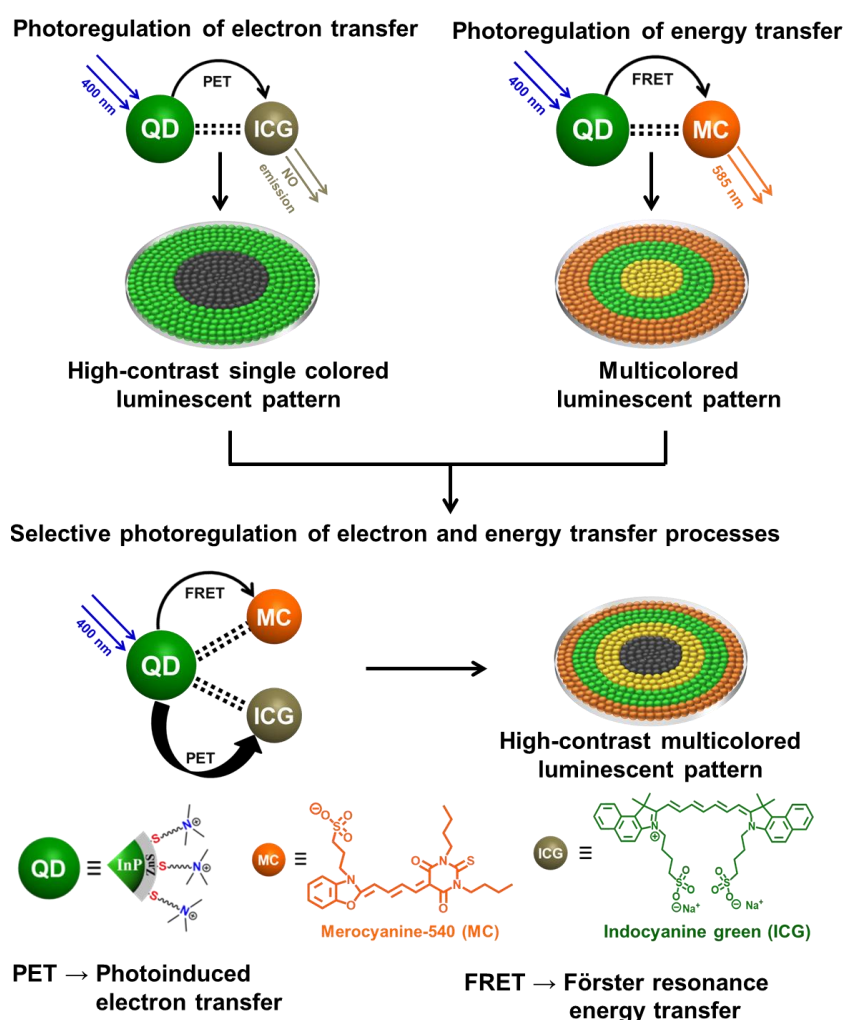 Photoregulation of electron transfer
Photoregulation of energy transfer
400 nm
PET
QD
ICG
NO
emission
400 nm
FRET
QD
MC
585 nm
High-contrast single colored
luminescent pattern
Multicolored
luminescent pattern
Selective photoregulation of electron and energy transfer processes
400 nm
FRET
MC
QD
ICG
PET
High-contrast multicolored
luminescent pattern
QD
≡
InP
ZnS
S
N⊕
S
N⊕
S
N⊕
MC
≡
⊖O
S
O
O
N
O
O
N
S
N
O
Merocyanine-540 (MC)
ICG
≡
N
⊕
N
O
S
O
O
⊖
Na⁺
O
S
O
O
⊖
Na⁺
Indocyanine green (ICG)
PET → Photoinduced
electron transfer
FRET → Förster resonance
energy transfer